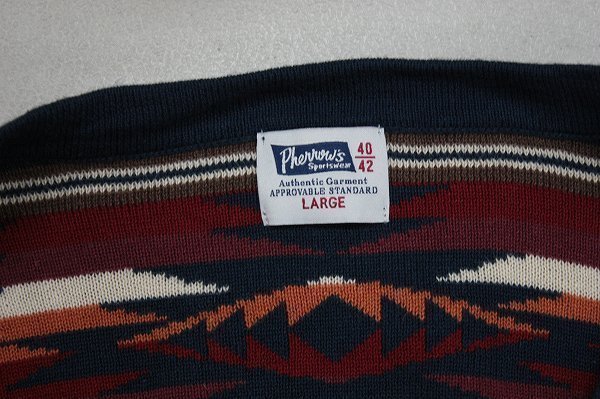 Pherrow's
Sportswear
40
42
Authentic Garment
APPROVABLE STANDARD
LARGE